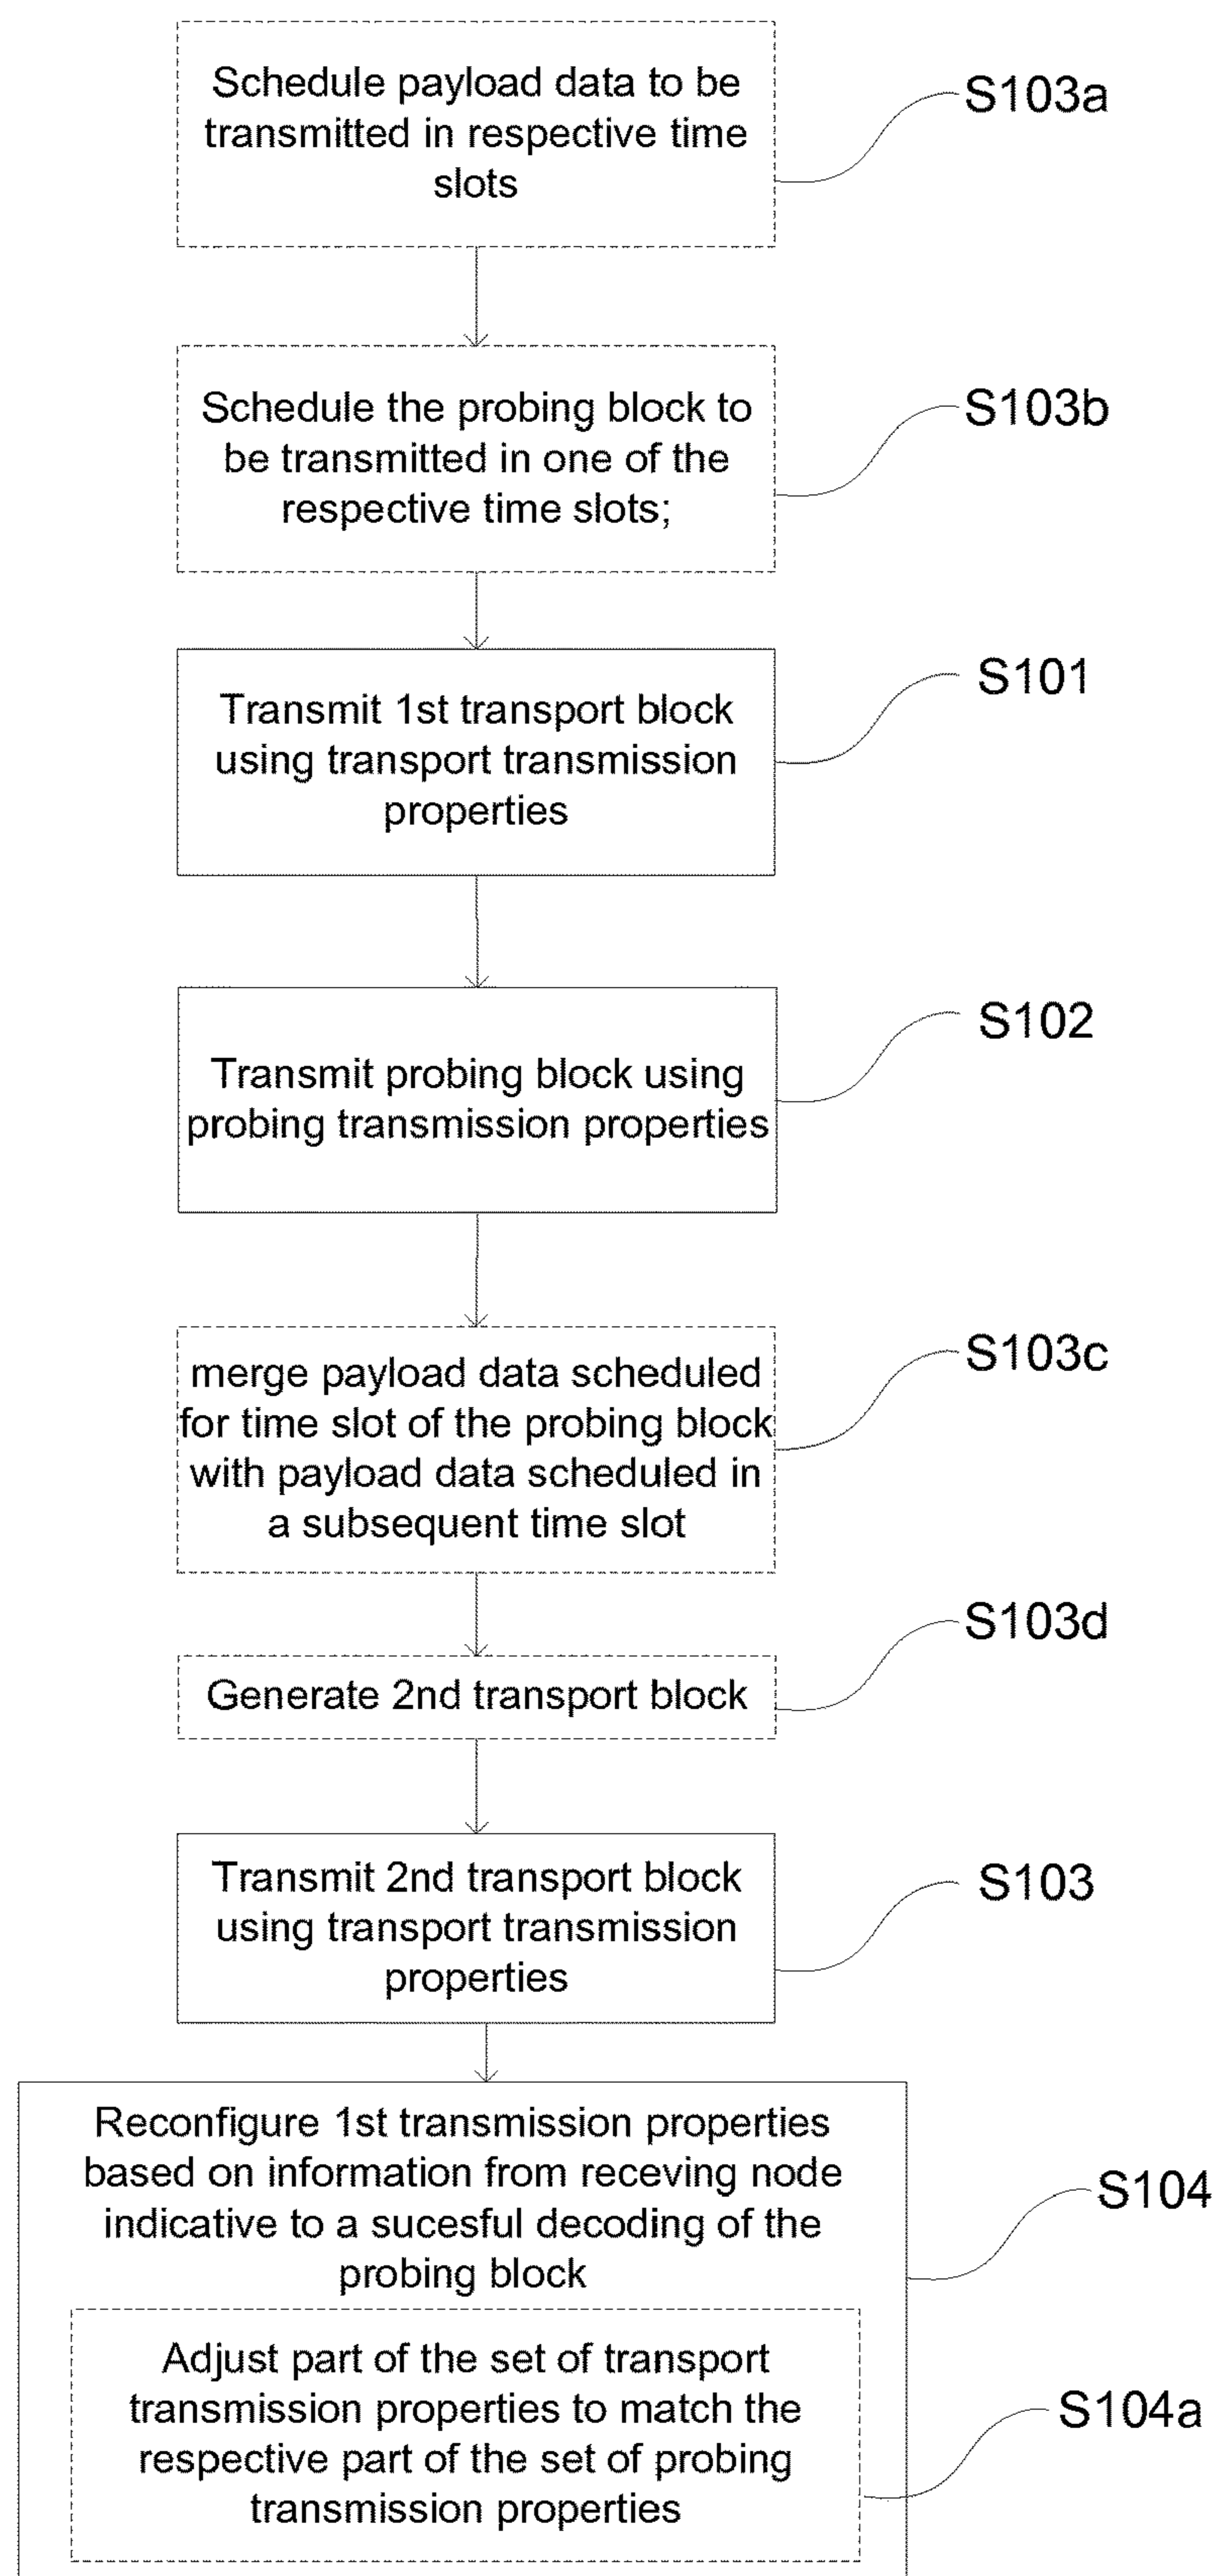 Schedule payload data to be
transmitted in respective time
slots
S103a
Schedule the probing block to
be transmitted in one of the
respective time slots;
S103b
Transmit 1st transport block
using transport transmission
properties
S101
Transmit probing block using
probing transmission properties
S102
merge payload data scheduled
for time slot of the probing block
with payload data scheduled in
a subsequent time slot
S103c
Generate 2nd transport block
S103d
Transmit 2nd transport block
using transport transmission
properties
S103
Reconfigure 1st transmission properties
based on information from receving node
indicative to a sucesful decoding of the
probing block
S104
Adjust part of the set of transport
transmission properties to match the
respective part of the set of probing
transmission properties
S104a